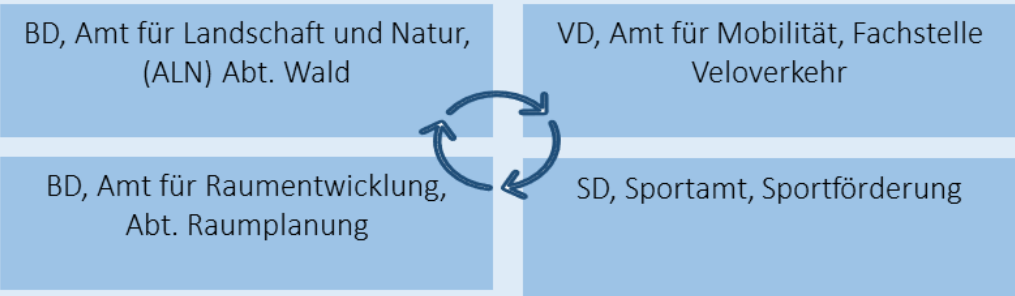 BD, Amt für Landschaft und Natur,
(ALN) Abt. Wald
VD, Amt für Mobilität, Fachstelle
Veloverkehr
BD, Amt für Raumentwicklung,
Abt. Raumplanung
SD, Sportamt, Sportförderung